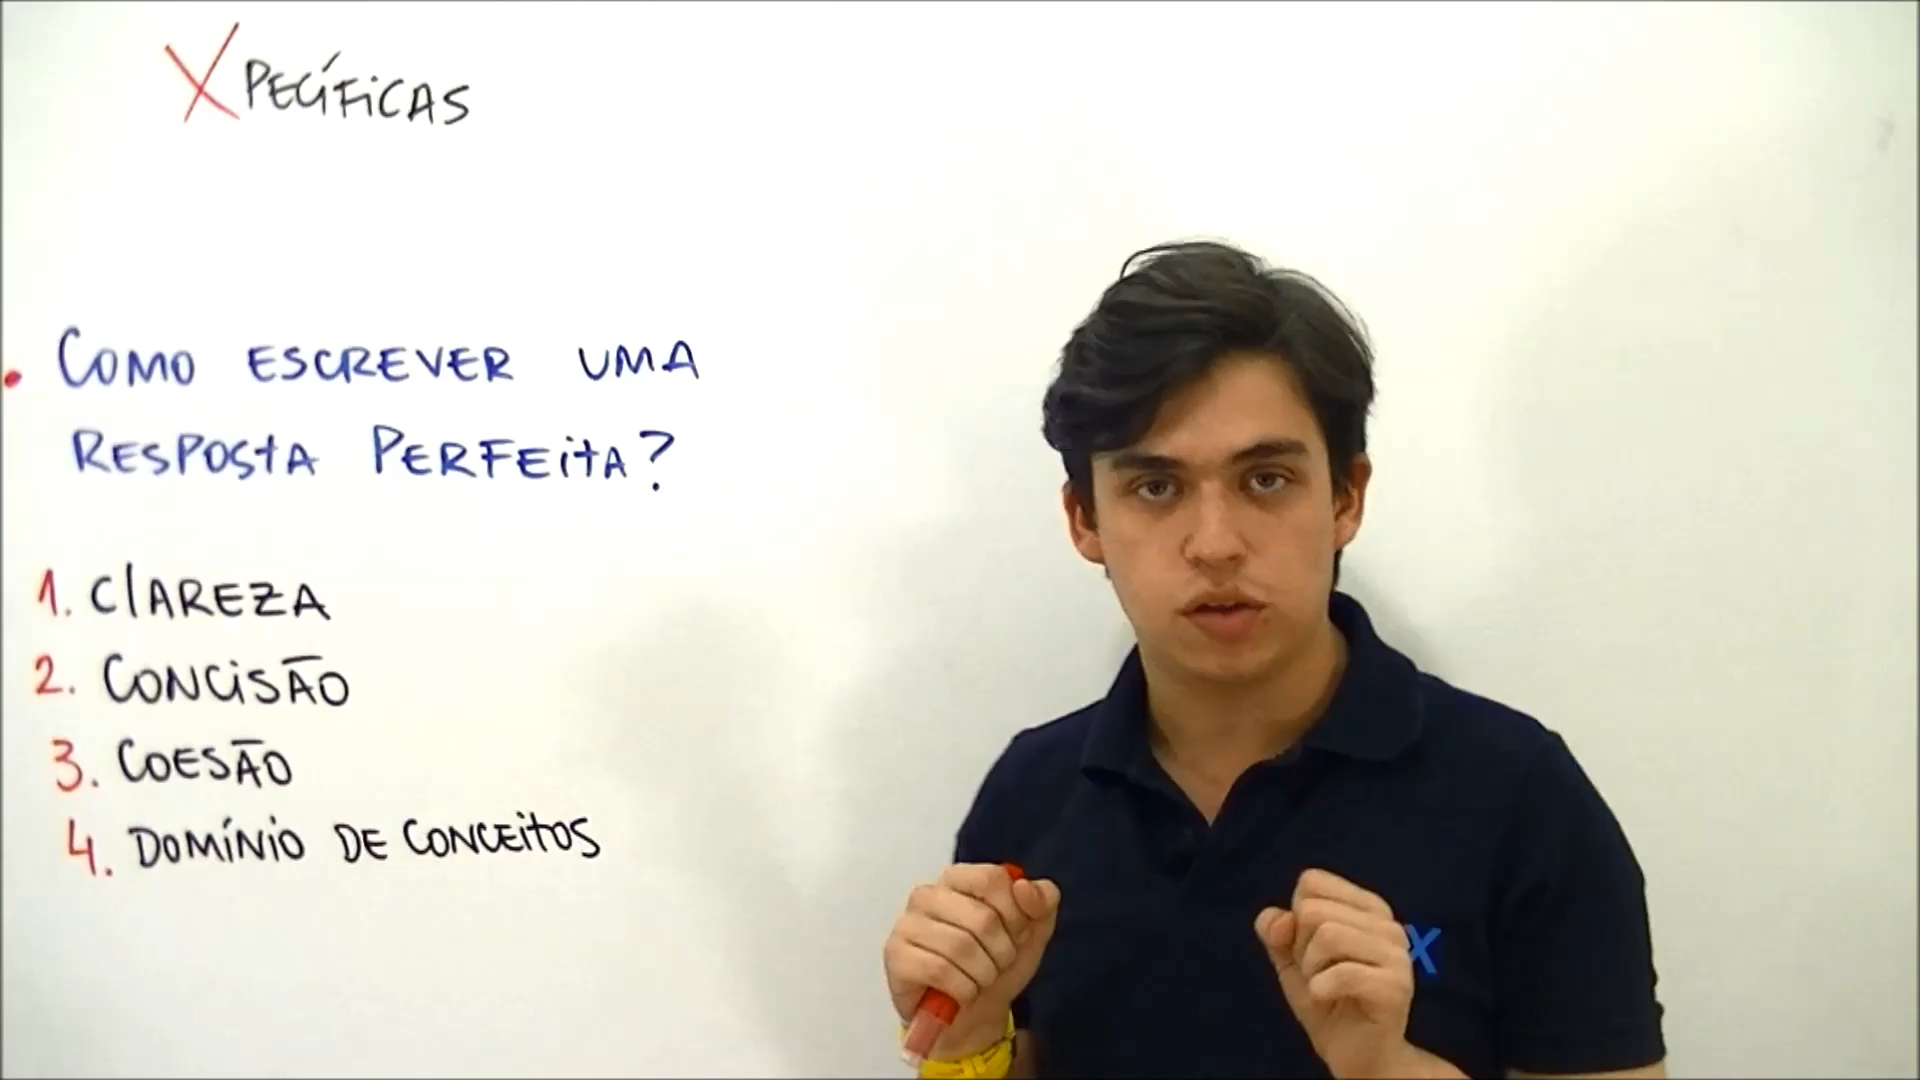 XPECÍFICAS
• COMO ESCREVER UMA
RESPOSTA PERFEITA?
1. CLAREZA
2. CONCISÃO
3. COESÃO
4. DOMÍNIO DE CONCEITOS
X